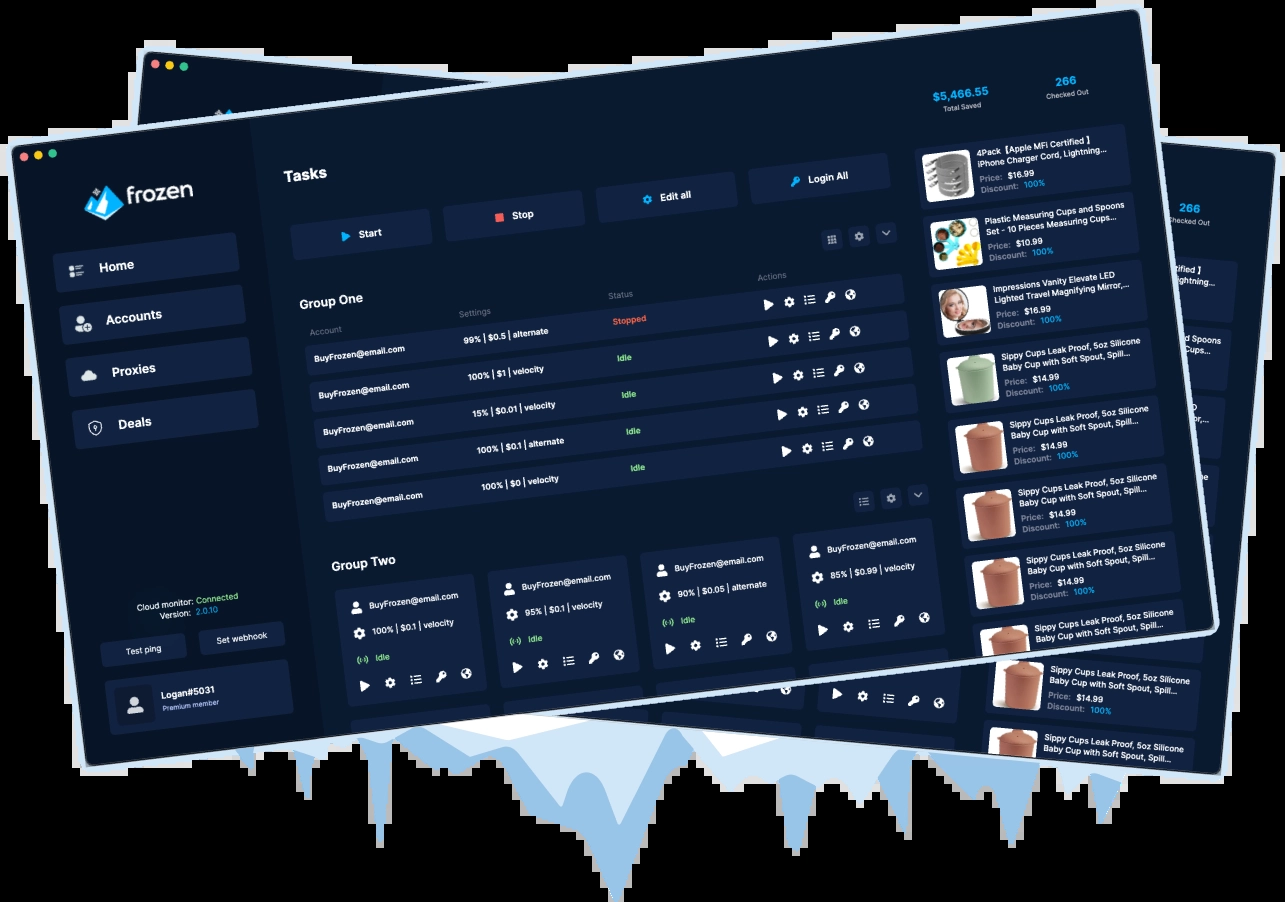 frozen
Home
Accounts
Proxies
Deals
Cloud monitor: Connected
Version: 2.0.10
Test ping
Set webhook
Logan#5031
Premium member
Tasks
Start
Stop
Edit all
Login All
Group One
Account
Settings
Status
Actions
BuyFrozen@email.com
99% | $0.5 | alternate
Stopped
BuyFrozen@email.com
100% | $1 | velocity
Idle
BuyFrozen@email.com
15% | $0.01 | velocity
Idle
BuyFrozen@email.com
100% | $0.1 | alternate
Idle
BuyFrozen@email.com
100% | $0 | velocity
Idle
Group Two
BuyFrozen@email.com
100% | $0.1 | velocity
Idle
BuyFrozen@email.com
95% | $0.1 | velocity
Idle
BuyFrozen@email.com
90% | $0.05 | alternate
Idle
BuyFrozen@email.com
85% | $0.99 | velocity
Idle
$5,466.55
Total Saved
266
Checked Out
4Pack【Apple MFi Certified 】
iPhone Charger Cord, Lightning...
Price: $16.99
Discount: 100%
Plastic Measuring Cups and Spoons
Set - 10 Pieces Measuring Cups...
Price: $10.99
Discount: 100%
Impressions Vanity Elevate LED
Lighted Travel Magnifying Mirror,...
Price: $16.99
Discount: 100%
Sippy Cups Leak Proof, 5oz Silicone
Baby Cup with Soft Spout, Spill...
Price: $14.99
Discount: 100%
Sippy Cups Leak Proof, 5oz Silicone
Baby Cup with Soft Spout, Spill...
Price: $14.99
Discount: 100%
Sippy Cups Leak Proof, 5oz Silicone
Baby Cup with Soft Spout, Spill...
Price: $14.99
Discount: 100%
Sippy Cups Leak Proof, 5oz Silicone
Baby Cup with Soft Spout, Spill...
Price: $14.99
Discount: 100%
Sippy Cups Leak Proof, 5oz Silicone
Baby Cup with Soft Spout, Spill...
266
Checked Out
Spoons
Cups...
Sippy Cups Leak Proof, 5oz Silicone
Baby Cup with Soft Spout, Spill...
Price: $14.99
Discount: 100%
Sippy Cups Leak Proof, 5oz Silicone
Baby Cup with Soft Spout, Spill...